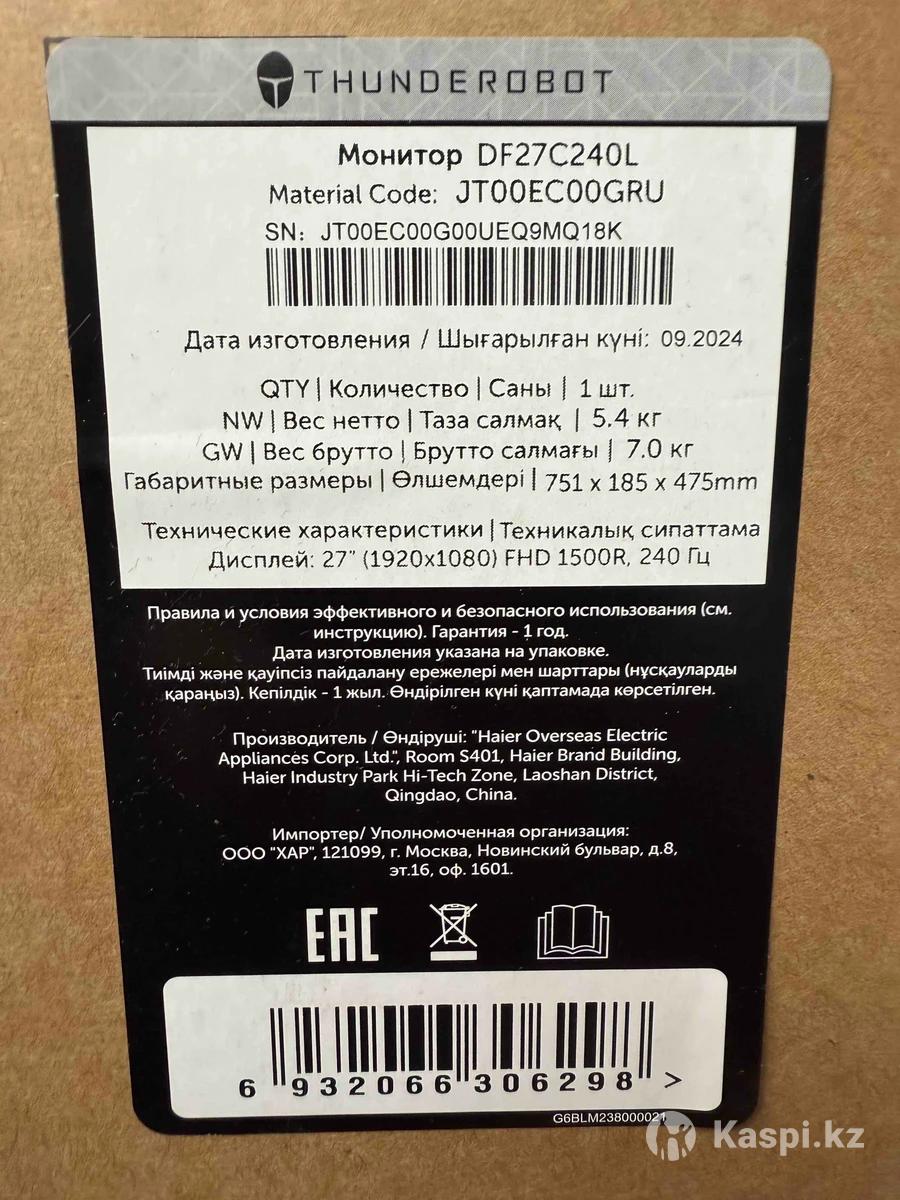 THUNDEROBOT
Монитор DF27C240L
Material Code: JT00EC00GRU
SN: JT00EC00G00UEQ9MQ18K
Дата изготовления / Шығарылған күні: 09.2024
QTY | Количество | Саны | 1 шт.
NW | Вес нетто | Таза салмақ | 5.4 кг
GW | Вес брутто | Брутто салмағы | 7.0 кг
Габаритные размеры | Өлшемдері | 751 x 185 x 475mm
Технические характеристики | Техникалық сипаттама
Дисплей: 27" (1920x1080) FHD 1500R, 240 Гц
Правила и условия эффективного и безопасного использования (см.
инструкцию). Гарантия - 1 год.
Дата изготовления указана на упаковке.
Тиімді және қауіпсіз пайдалану ережелері мен шарттары (нұсқауларды
қараңыз). Кепілдік - 1 жыл. Өндірілген күні қаптамада көрсетілген.
Производитель / Өндіруші: "Haier Overseas Electric
Appliances Corp. Ltd.", Room S401, Haier Brand Building,
Haier Industry Park Hi-Tech Zone, Laoshan District,
Qingdao, China.
Импортер/ Уполномоченная организация:
ООО "ХАР", 121099, г. Москва, Новинский бульвар, д.8,
эт.16, оф. 1601.
EAC
6 932066 306298 >
G6BLM238000021
Kaspi.kz